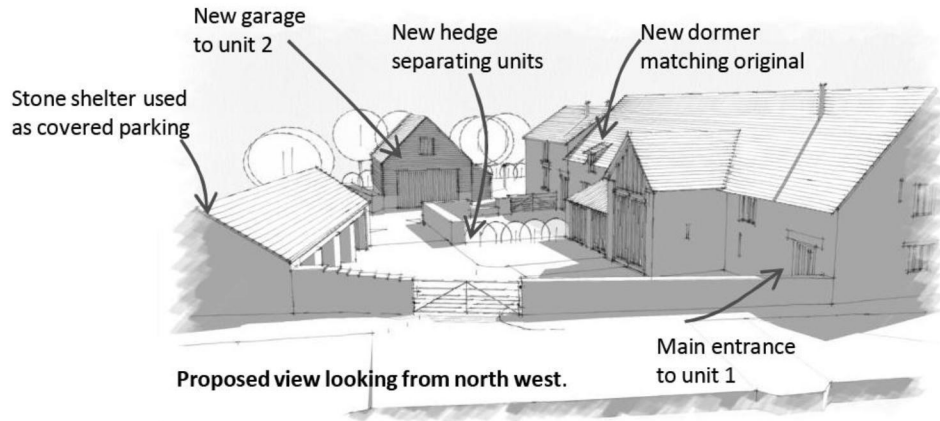 New garage
to unit 2
New hedge
separating units
New dormer
matching original
Stone shelter used
as covered parking
Main entrance
to unit 1
Proposed view looking from north west.